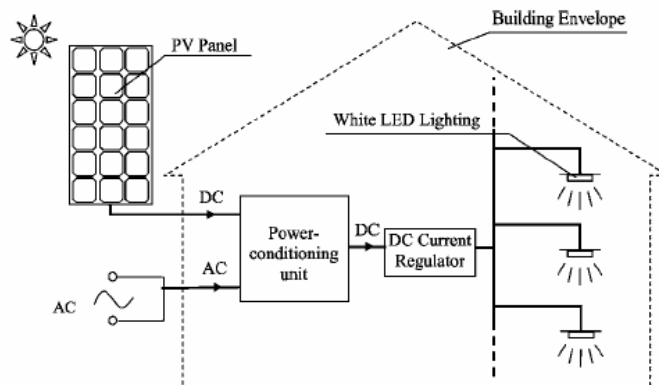 Building Envelope
PV Panel
White LED Lighting
DC
Power-
conditioning
unit
DC
DC Current
Regulator
AC
AC